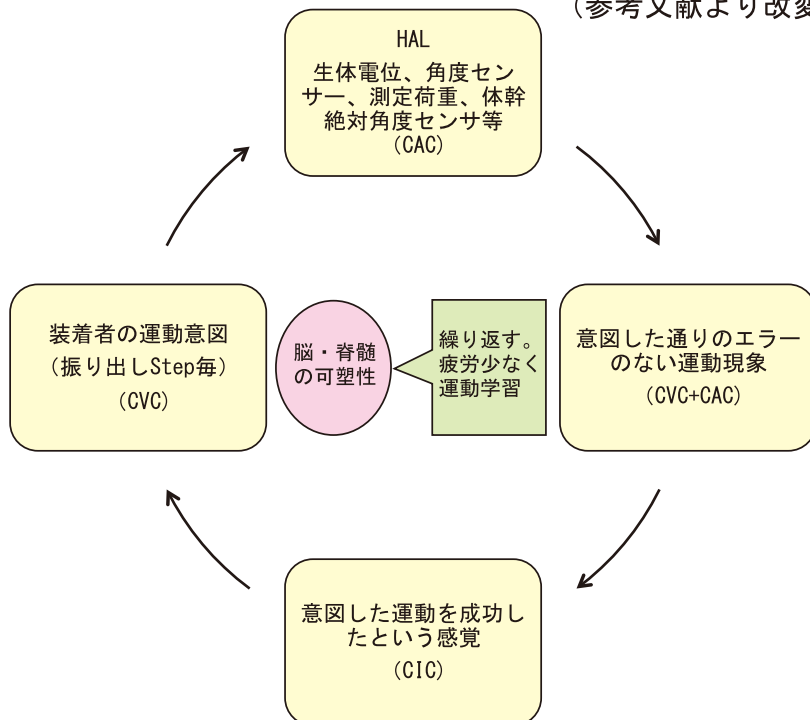 （参考文献より改変
HAL
生体電位、角度セン
サー、測定荷重、体幹
絶対角度センサ等
（CAC）
装着者の運動意図
（振り出しStep毎）
（CVC）
脳・脊髄
の可塑性
繰り返す。
疲労少なく
運動学習
意図した通りのエラー
のない運動現象
（CVC+CAC）
意図した運動を成功し
たという感覚
（CIC）